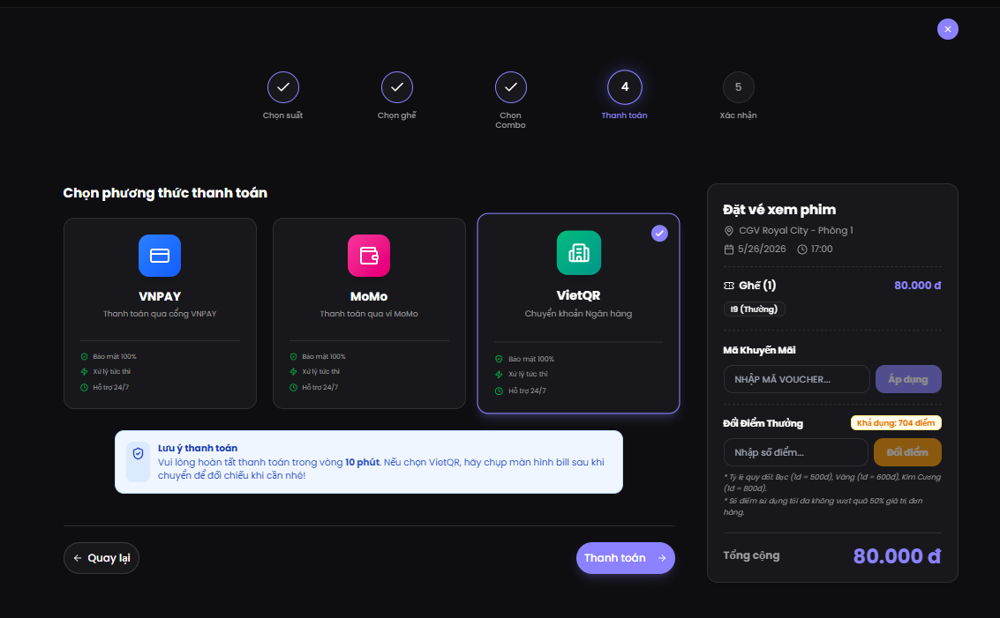 4
5
Chọn suất
Chọn ghế
Chọn
Combo
Thanh toán
Xác nhận
Chọn phương thức thanh toán
VNPAY
Thanh toán qua cổng VNPAY
Bảo mật 100%
Xử lý tức thì
Hỗ trợ 24/7
MoMo
Thanh toán qua ví MoMo
Bảo mật 100%
Xử lý tức thì
Hỗ trợ 24/7
VietQR
Chuyển khoản Ngân hàng
Bảo mật 100%
Xử lý tức thì
Hỗ trợ 24/7
Lưu ý thanh toán
Vui lòng hoàn tất thanh toán trong vòng 10 phút. Nếu chọn VietQR, hãy chụp màn hình bill sau khi
chuyển để đối chiếu khi cần nhé!
Quay lại
Thanh toán
Đặt vé xem phim
CGV Royal City - Phòng 1
5/26/2026 17:00
Ghế (1) 80.000 đ
I9 (Thường)
Mã Khuyến Mãi
NHẬP MÃ VOUCHER... Áp dụng
Đổi Điểm Thưởng Khả dụng: 704 điểm
Nhập số điểm... Đổi điểm
* Tỷ lệ quy đổi: Bạc (1đ = 500đ), Vàng (1đ = 600đ), Kim Cương
(1đ = 800đ).
* Số điểm sử dụng tối đa không vượt quá 50% giá trị đơn
hàng.
Tổng cộng 80.000 đ